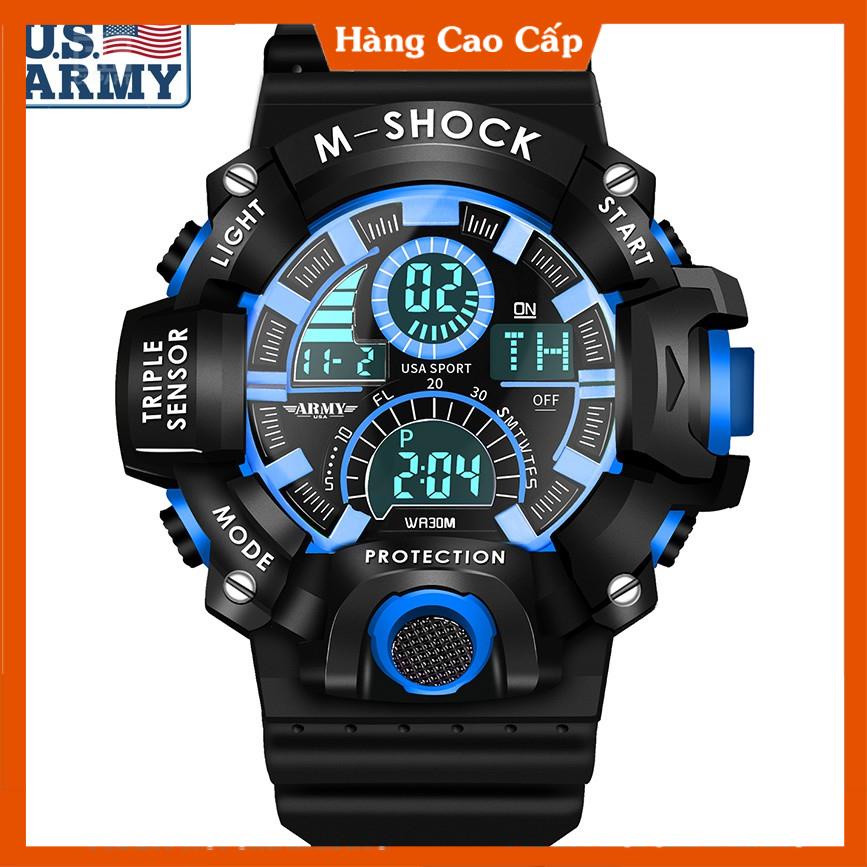 Hàng Cao Cấp
U.S.
ARMY
M-SHOCK
LIGHT
START
02
ON
11-2
TH
USA SPORT
OFF
TRIPLE
SENSOR
ARMY
USA
5 10 FL 20 30 SMTWTFS
P
2:04
WR30M
MODE
PROTECTION